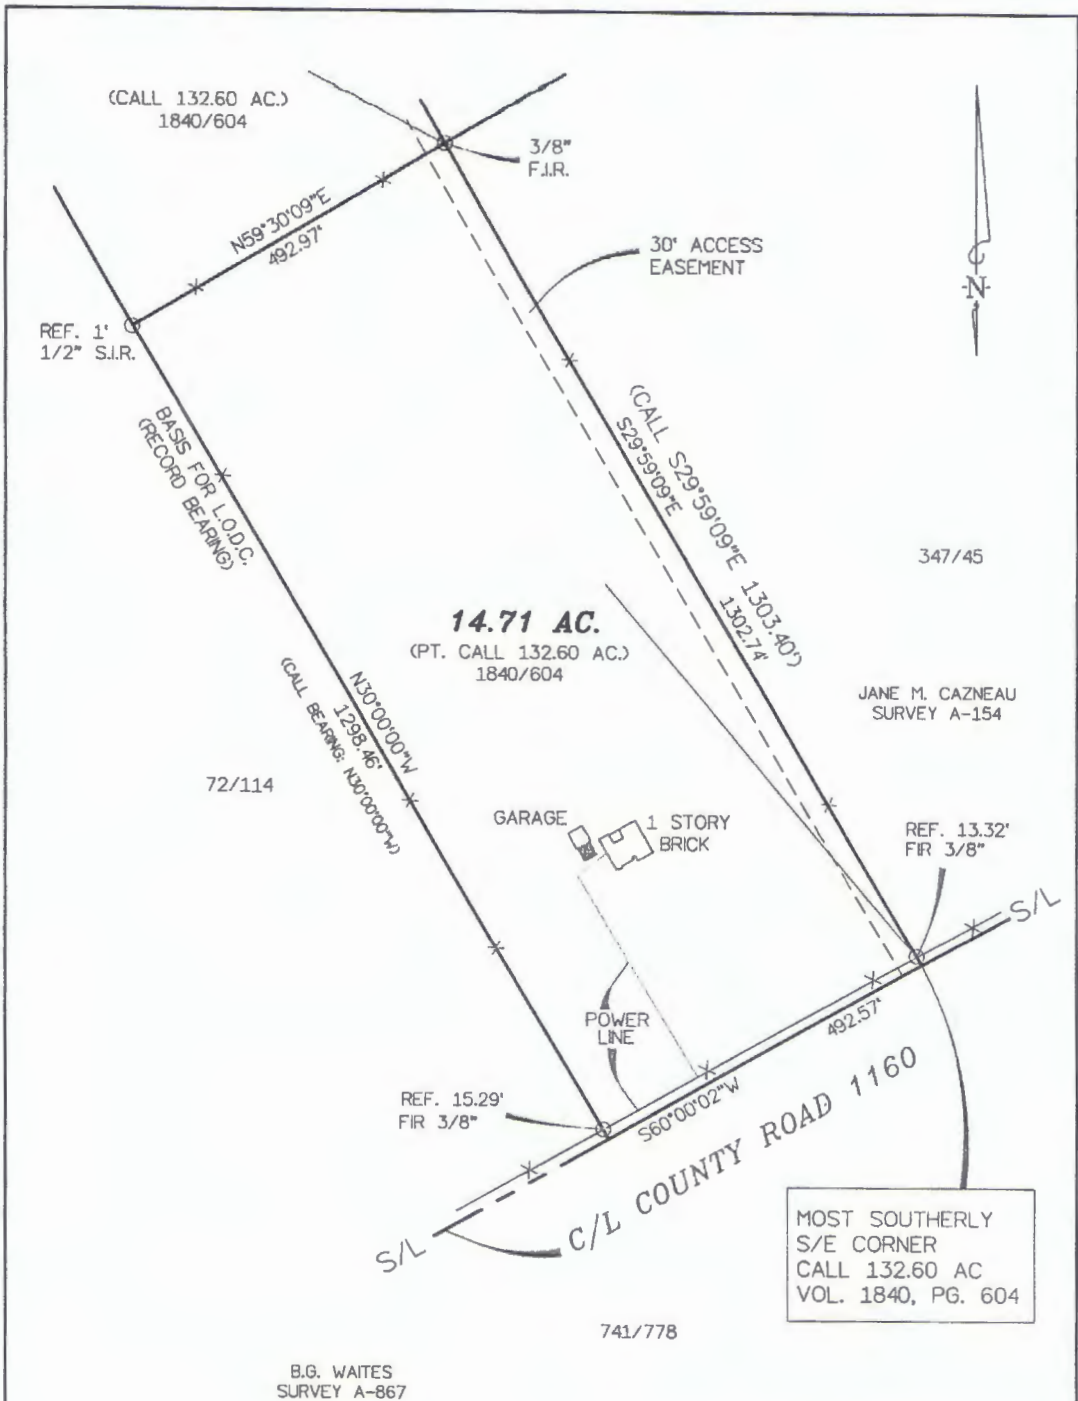 (CALL 132.60 AC.)
1840/604
3/8"
F.I.R.
N59°30'09"E
492.97'
30' ACCESS
EASEMENT
N
REF. 1'
1/2" S.I.R.
BASIS FOR L.O.D.C.
(RECORD BEARING)
(CALL S29°59'09"E 1303.40')
S29°59'09"E
1302.74'
347/45
14.71 AC.
(PT. CALL 132.60 AC.)
1840/604
N30°00'00"W
1298.46'
(CALL BEARING: N30°00'00"W)
JANE M. CAZNEAU
SURVEY A-154
72/114
GARAGE
1 STORY
BRICK
REF. 13.32'
FIR 3/8"
S/L
POWER
LINE
492.57'
REF. 15.29'
FIR 3/8"
S60°00'02"W
C/L COUNTY ROAD 1160
S/L
MOST SOUTHERLY
S/E CORNER
CALL 132.60 AC
VOL. 1840, PG. 604
741/778
B.G. WAITES
SURVEY A-867